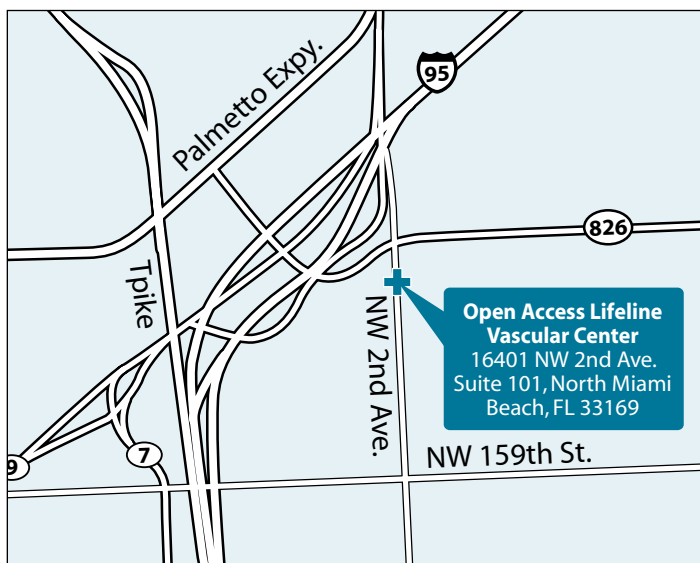 95
Palmetto Expy.
826
Tpike
NW 2nd Ave.
Open Access Lifeline
Vascular Center
16401 NW 2nd Ave.
Suite 101, North Miami
Beach, FL 33169
NW 159th St.
7
9